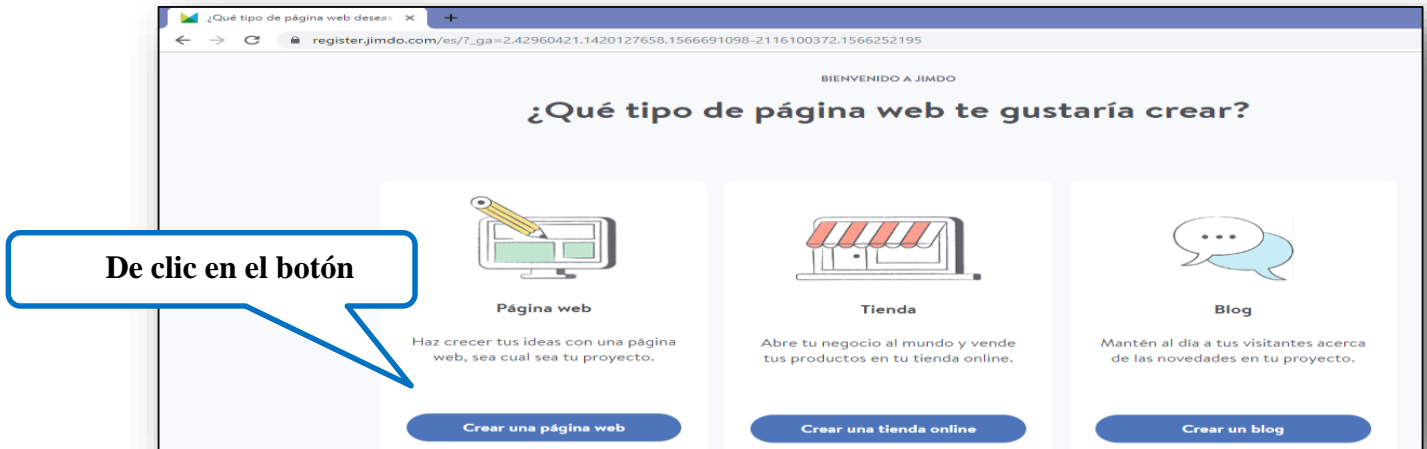 ¿Qué tipo de página web deseas
register.jimdo.com/es/?_ga=2.42960421.1420127658.1566691098-2116100372.1566252195
BIENVENIDO A JIMDO
¿Qué tipo de página web te gustaría crear?
De clic en el botón
Página web
Haz crecer tus ideas con una página
web, sea cual sea tu proyecto.
Crear una página web
Tienda
Abre tu negocio al mundo y vende
tus productos en tu tienda online.
Crear una tienda online
Blog
Mantén al día a tus visitantes acerca
de las novedades en tu proyecto.
Crear un blog